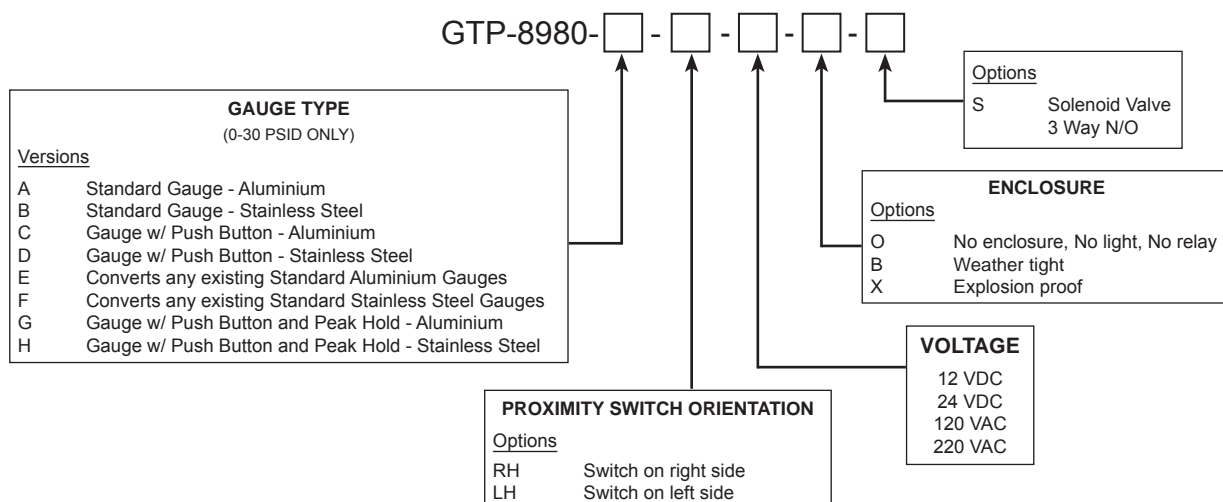 GTP-8980- - - - -
GAUGE TYPE
(0-30 PSID ONLY)
Versions
A Standard Gauge - Aluminium
B Standard Gauge - Stainless Steel
C Gauge w/ Push Button - Aluminium
D Gauge w/ Push Button - Stainless Steel
E Converts any existing Standard Aluminium Gauges
F Converts any existing Standard Stainless Steel Gauges
G Gauge w/ Push Button and Peak Hold - Aluminium
H Gauge w/ Push Button and Peak Hold - Stainless Steel
Options
S Solenoid Valve
3 Way N/O
ENCLOSURE
Options
O No enclosure, No light, No relay
B Weather tight
X Explosion proof
VOLTAGE
12 VDC
24 VDC
120 VAC
220 VAC
PROXIMITY SWITCH ORIENTATION
Options
RH Switch on right side
LH Switch on left side